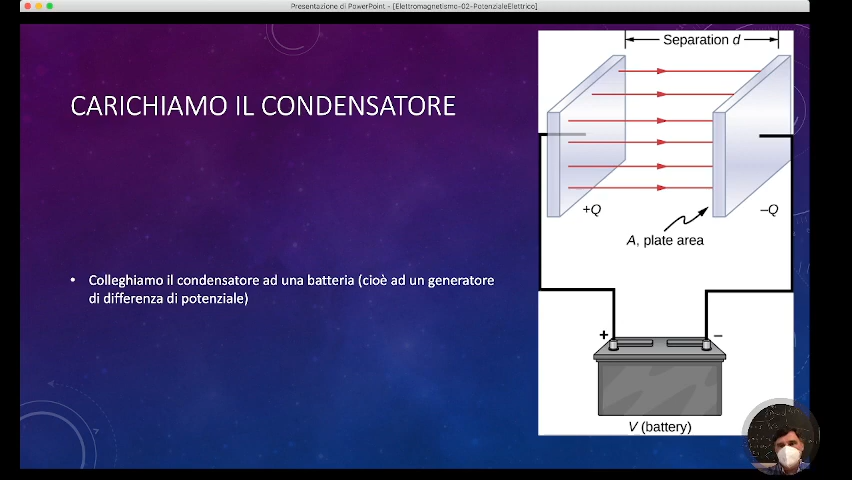 Presentazione di PowerPoint - [Elettromagnetismo-02-PotenzialeElettrico]
CARICHIAMO IL CONDENSATORE
• Colleghiamo il condensatore ad una batteria (cioè ad un generatore
di differenza di potenziale)
Separation d
+Q
–Q
A, plate area
+
–
V (battery)